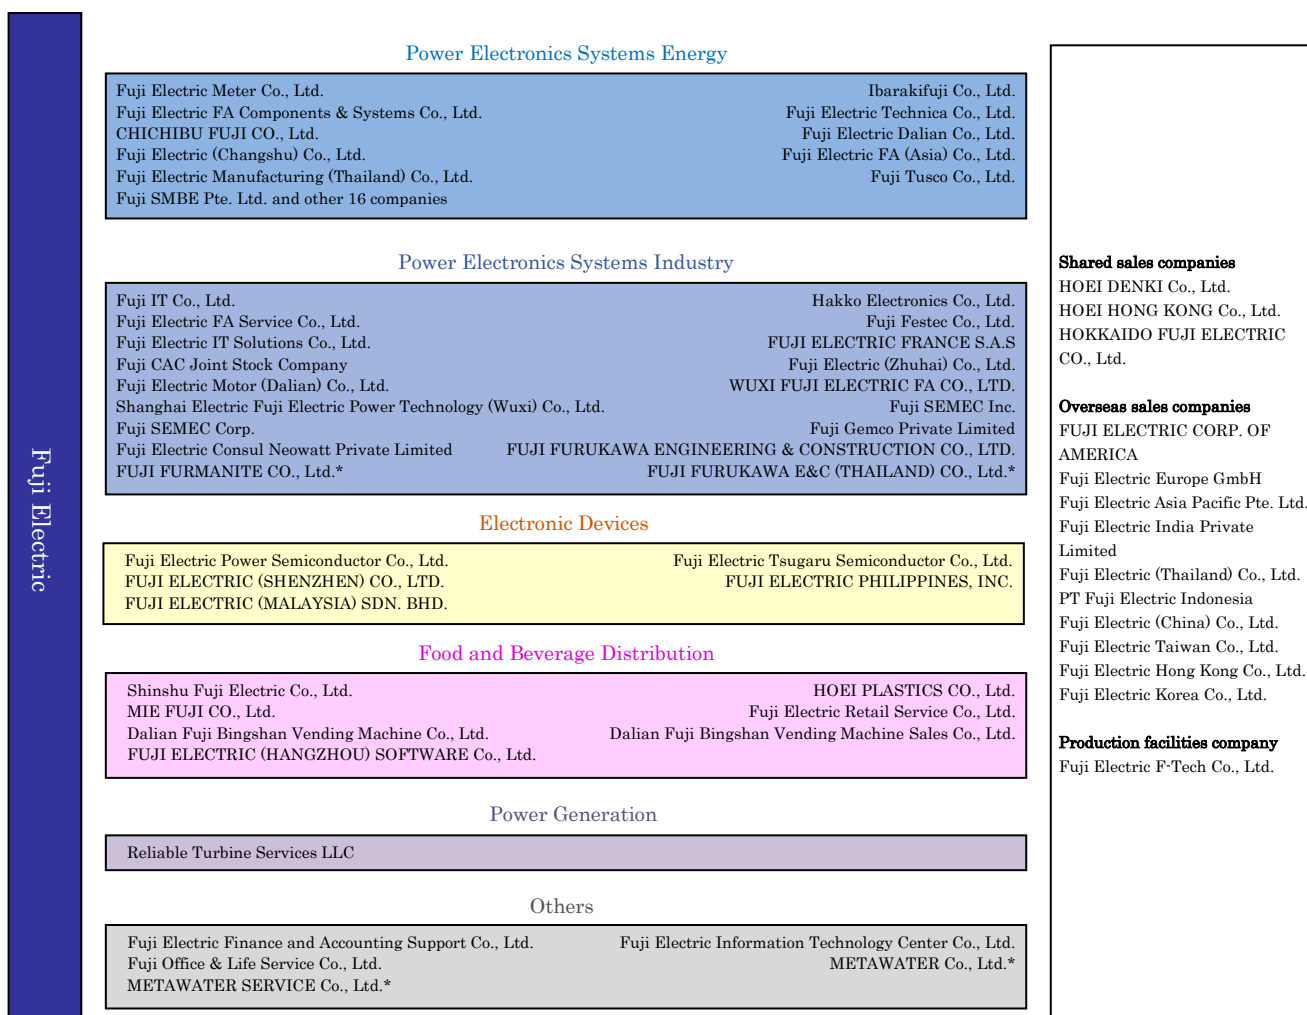 Fuji Electric
Power Electronics Systems Energy
Fuji Electric Meter Co., Ltd. Ibarakifuji Co., Ltd.
Fuji Electric FA Components & Systems Co., Ltd. Fuji Electric Technica Co., Ltd.
CHICHIBU FUJI CO., Ltd. Fuji Electric Dalian Co., Ltd.
Fuji Electric (Changshu) Co., Ltd. Fuji Electric FA (Asia) Co., Ltd.
Fuji Electric Manufacturing (Thailand) Co., Ltd. Fuji Tusco Co., Ltd.
Fuji SMBE Pte. Ltd. and other 16 companies
Power Electronics Systems Industry
Fuji IT Co., Ltd. Hakko Electronics Co., Ltd.
Fuji Electric FA Service Co., Ltd. Fuji Festec Co., Ltd.
Fuji Electric IT Solutions Co., Ltd. FUJI ELECTRIC FRANCE S.A.S
Fuji CAC Joint Stock Company Fuji Electric (Zhuhai) Co., Ltd.
Fuji Electric Motor (Dalian) Co., Ltd. WUXI FUJI ELECTRIC FA CO., LTD.
Shanghai Electric Fuji Electric Power Technology (Wuxi) Co., Ltd. Fuji SEMEC Inc.
Fuji SEMEC Corp. Fuji Gemco Private Limited
Fuji Electric Consul Neowatt Private Limited FUJI FURUKAWA ENGINEERING & CONSTRUCTION CO., LTD.
FUJI FURMANITE CO., Ltd.* FUJI FURUKAWA E&C (THAILAND) CO., Ltd.*
Electronic Devices
Fuji Electric Power Semiconductor Co., Ltd. Fuji Electric Tsugaru Semiconductor Co., Ltd.
FUJI ELECTRIC (SHENZHEN) CO., LTD. FUJI ELECTRIC PHILIPPINES, INC.
FUJI ELECTRIC (MALAYSIA) SDN. BHD.
Food and Beverage Distribution
Shinshu Fuji Electric Co., Ltd. HOEI PLASTICS CO., Ltd.
MIE FUJI CO., Ltd. Fuji Electric Retail Service Co., Ltd.
Dalian Fuji Bingshan Vending Machine Co., Ltd. Dalian Fuji Bingshan Vending Machine Sales Co., Ltd.
FUJI ELECTRIC (HANGZHOU) SOFTWARE Co., Ltd.
Power Generation
Reliable Turbine Services LLC
Others
Fuji Electric Finance and Accounting Support Co., Ltd. Fuji Electric Information Technology Center Co., Ltd.
Fuji Office & Life Service Co., Ltd. METAWATER Co., Ltd.*
METAWATER SERVICE Co., Ltd.*
Shared sales companies
HOEI DENKI Co., Ltd.
HOEI HONG KONG Co., Ltd.
HOKKAIDO FUJI ELECTRIC
CO., Ltd.
Overseas sales companies
FUJI ELECTRIC CORP. OF
AMERICA
Fuji Electric Europe GmbH
Fuji Electric Asia Pacific Pte. Ltd.
Fuji Electric India Private
Limited
Fuji Electric (Thailand) Co., Ltd.
PT Fuji Electric Indonesia
Fuji Electric (China) Co., Ltd.
Fuji Electric Taiwan Co., Ltd.
Fuji Electric Hong Kong Co., Ltd.
Fuji Electric Korea Co., Ltd.
Production facilities company
Fuji Electric F-Tech Co., Ltd.